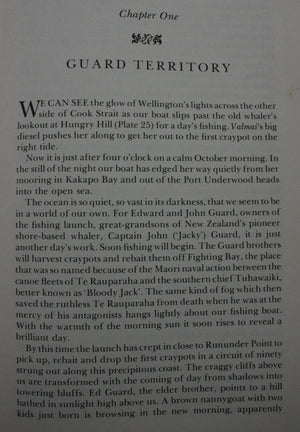 Chapter One
GUARD TERRITORY
WE CAN SEE the glow of Wellington's lights across the other
side of Cook Strait as our boat slips past the old whaler's
lookout at Hungry Hill (Plate 25) for a day's fishing. Valmai's big
diesel pushes her along to get her out to the first craypot on the
right tide.
Now it is just after four o'clock on a calm October morning. In
the still of the night our boat has edged her way quietly from her
mooring in Kakapo Bay and out of the Port Underwood heads
into the open sea.
The ocean is so quiet, so vast in its darkness, that we seem to be
in a world of our own. For Edward and John Guard, owners of
the fishing launch, great-grandsons of New Zealand's pioneer
shore-based whaler, Captain John ('Jacky') Guard, it is just
another day's work. Soon fishing will begin. The Guard brothers
will harvest craypots and rebait them off Fighting Bay, the place
that was so named because of the Maori naval action between the
canoe fleets of Te Rauparaha and the southern chief Tuhawaiki,
better known as 'Bloody Jack'. The same kind of fog which then
saved the ruthless Te Rauparaha from death when he was at the
mercy of his antagonists hangs lightly about our fishing boat.
With the warmth of the morning sun it soon rises to reveal a
brilliant day.
By this time the launch has crept in close to Rununder Point to
pick up, rebait and drop the first craypots in a circuit of ninety
strung out along this precipitous coast. The craggy cliffs above
us are transformed with the coming of day from shadows into
towering bluffs. Ed Guard, the elder brother, points to a hill
bathed in sunlight high above us. A brown nannygoat with two
kids just born is browsing in the new morning, apparently